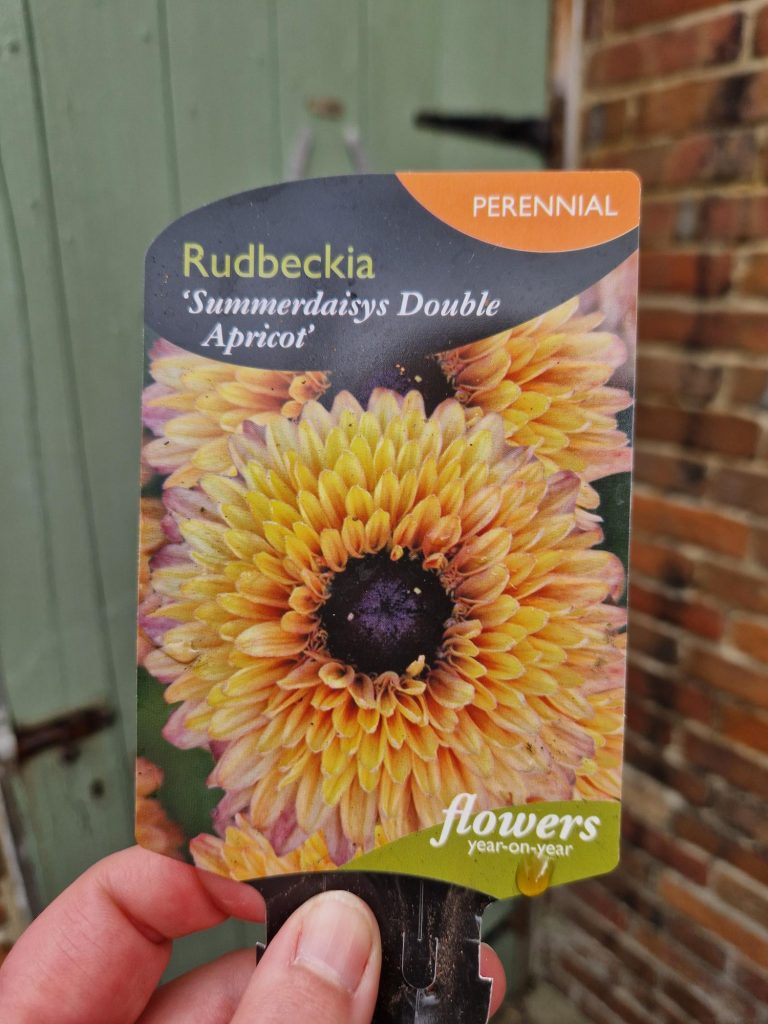 PERENNIAL
Rudbeckia
‘Summerdaisys Double
Apricot’
flowers
year-on-year